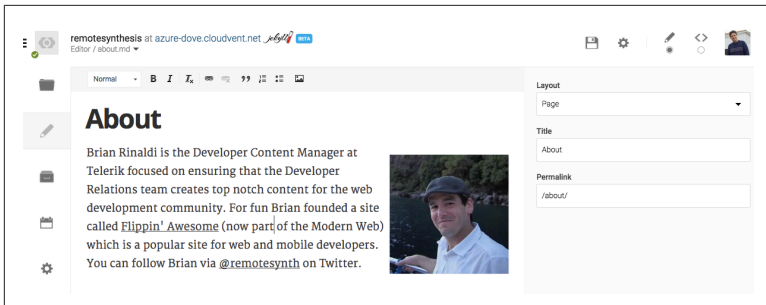 remotesynthesis at azure-dove.cloudvent.net jekyll BETA
Editor / about.md
Normal B I Tx
Layout
Page
Title
About
Permalink
/about/
About
Brian Rinaldi is the Developer Content Manager at
Telerik focused on ensuring that the Developer
Relations team creates top notch content for the web
development community. For fun Brian founded a site
called Flippin' Awesome (now part of the Modern Web)
which is a popular site for web and mobile developers.
You can follow Brian via @remotesynth on Twitter.